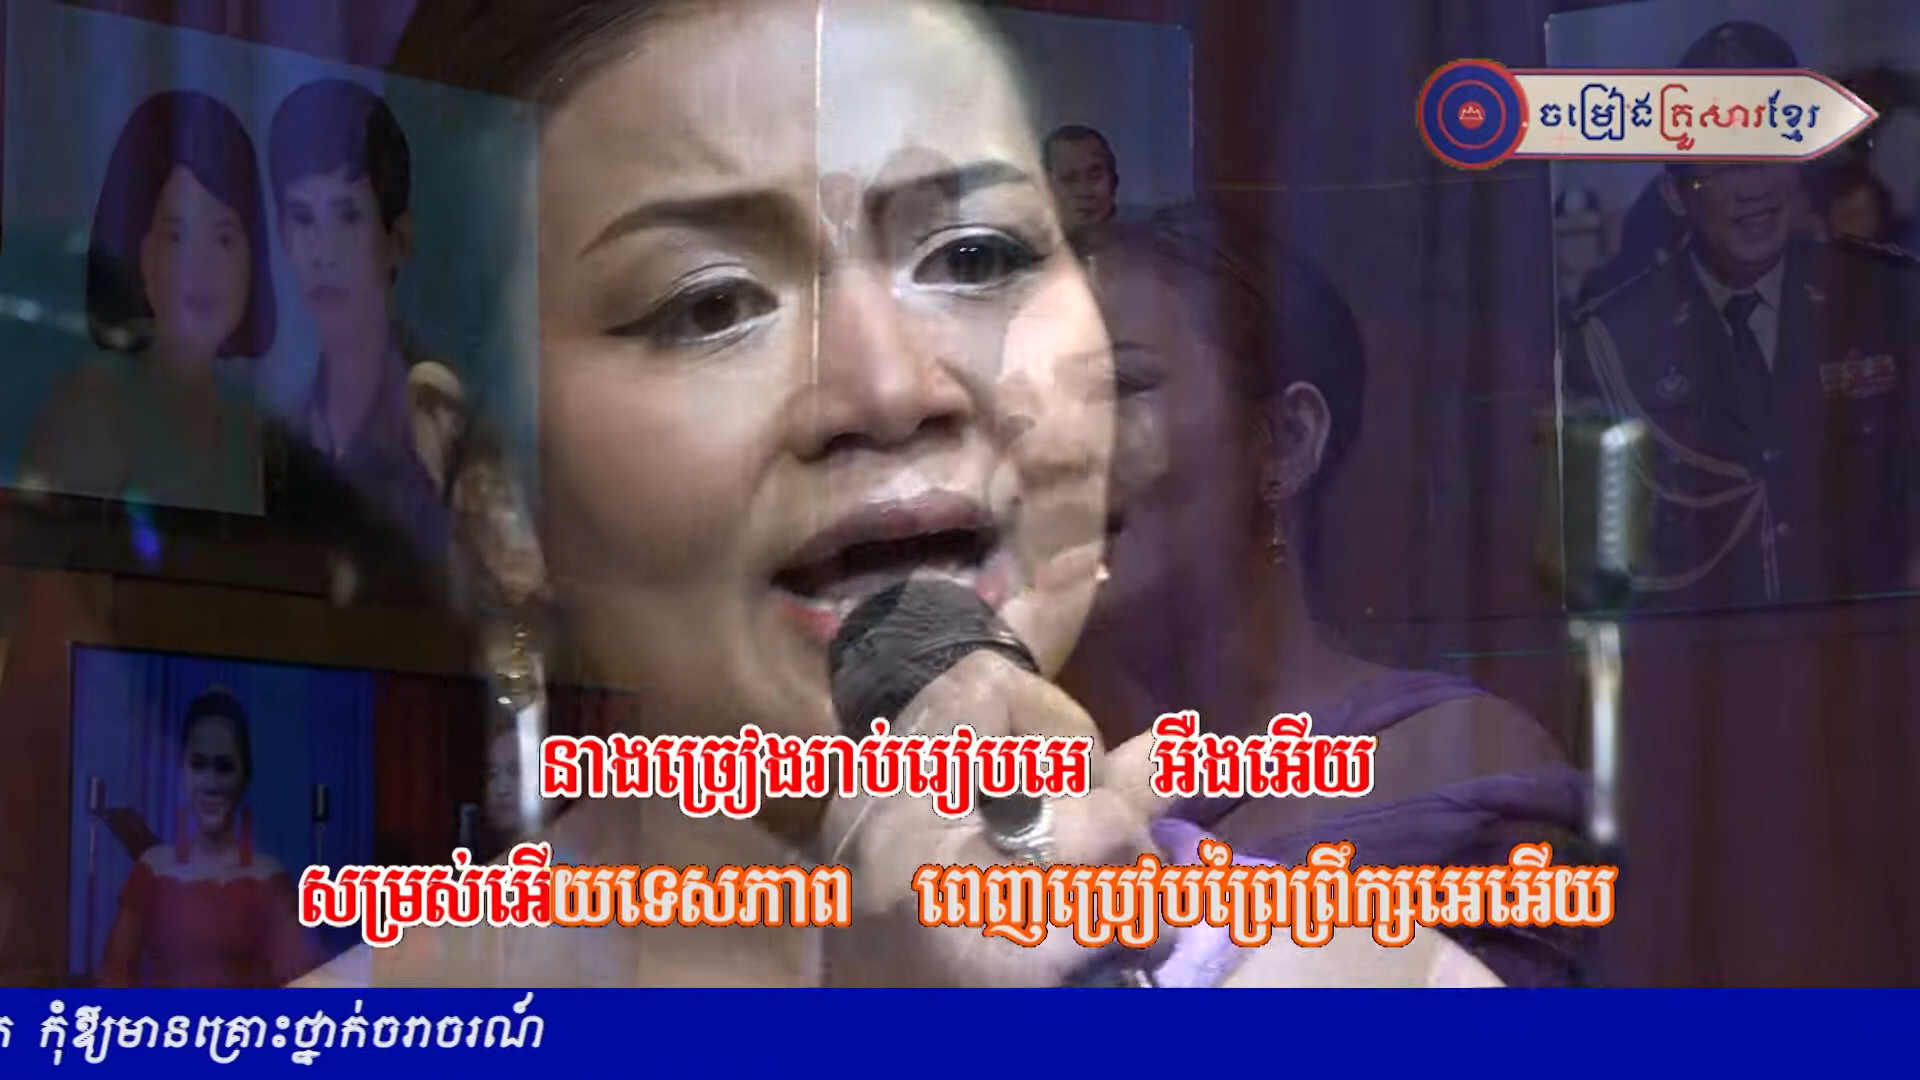 ចម្រៀងគ្រួសារខ្មែរ
នាងច្រៀងរាប់រៀបអេ អឺងអើយ
សម្រស់អើយទេសភាព ពេញប្រៀបព្រៃព្រឹក្សអេអើយ
កុំឱ្យមានគ្រោះថ្នាក់ចរាចរណ៍